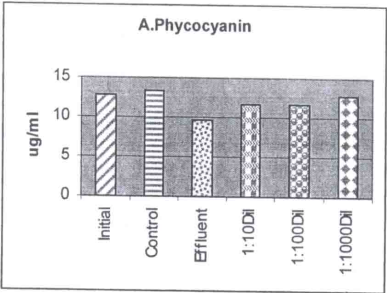 A.Phycocyanin
ug/ml
15
10
5
0
Initial
Control
Effluent
1:10Dil
1:100Dil
1:1000Dil